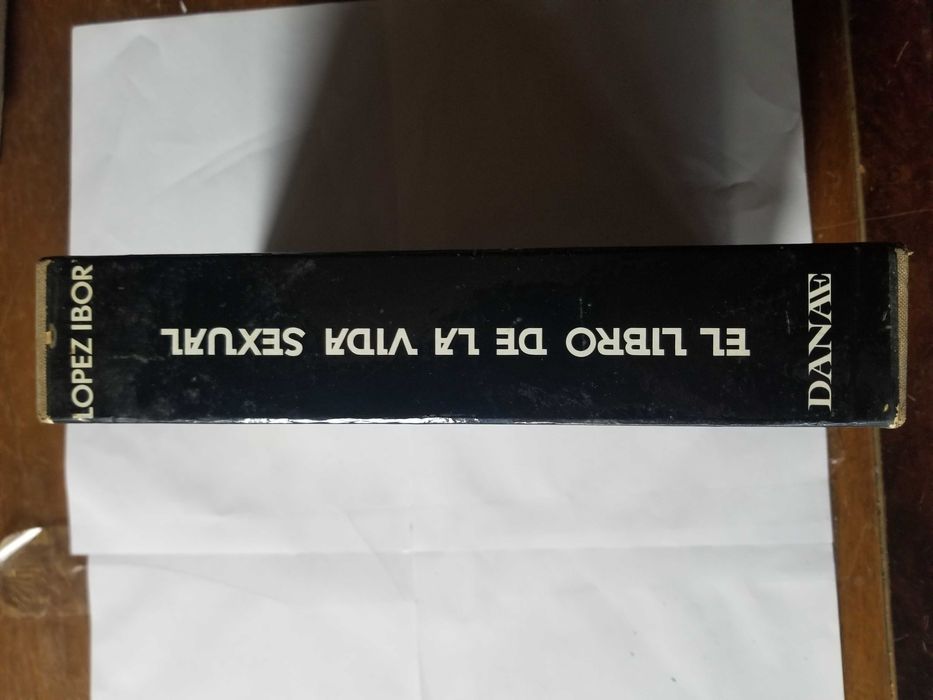 LOPEZ IBOR
EL LIBRO DE LA VIDA SEXUAL
DANAE